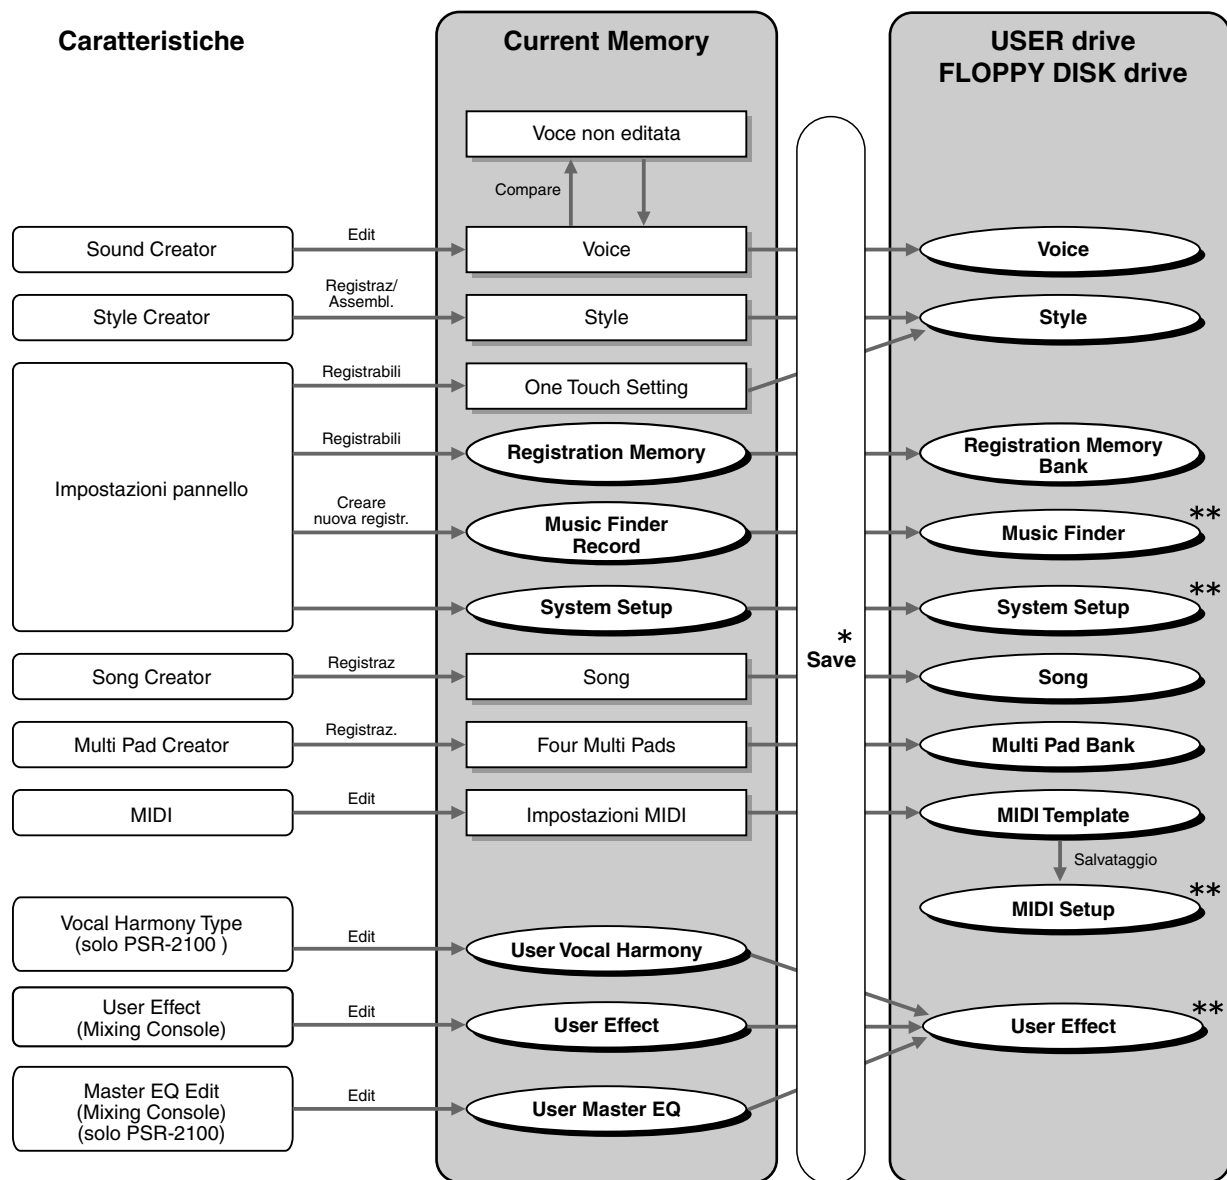 Caratteristiche
Current Memory
USER drive
FLOPPY DISK drive
Voce non editata
Compare
Sound Creator
Edit
Voice
Voice
Style Creator
Registraz/
Assembl.
Style
Style
Impostazioni pannello
Registrabili
One Touch Setting
Registrabili
Registration Memory
Registration Memory
Bank
Creare
nuova registr.
Music Finder
Record
Music Finder
**
System Setup
System Setup
**
*
Save
Song Creator
Registraz
Song
Song
Multi Pad Creator
Registraz.
Four Multi Pads
Multi Pad Bank
MIDI
Edit
Impostazioni MIDI
MIDI Template
Salvataggio
MIDI Setup
**
Vocal Harmony Type
(solo PSR-2100 )
Edit
User Vocal Harmony
User Effect
(Mixing Console)
Edit
User Effect
User Effect
**
Master EQ Edit
(Mixing Console)
(solo PSR-2100)
Edit
User Master EQ